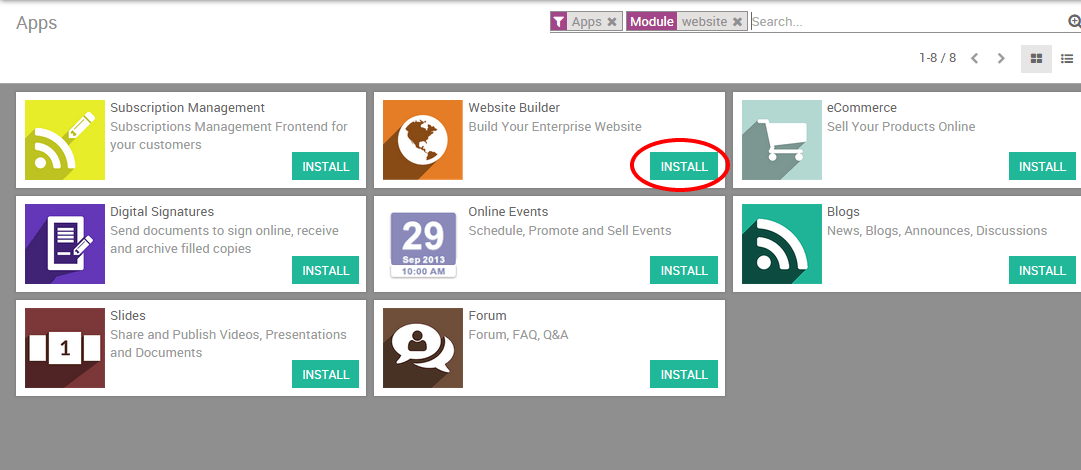 Apps
Apps ✖ Module website ✖ Search...
1-8 / 8
Subscription Management
Subscriptions Management Frontend for
your customers
INSTALL
Website Builder
Build Your Enterprise Website
INSTALL
eCommerce
Sell Your Products Online
INSTALL
Digital Signatures
Send documents to sign online, receive
and archive filled copies
INSTALL
29
Sep 2013
10:00 AM
Online Events
Schedule, Promote and Sell Events
INSTALL
Blogs
News, Blogs, Announces, Discussions
INSTALL
1
Slides
Share and Publish Videos, Presentations
and Documents
INSTALL
Forum
Forum, FAQ, Q&A
INSTALL